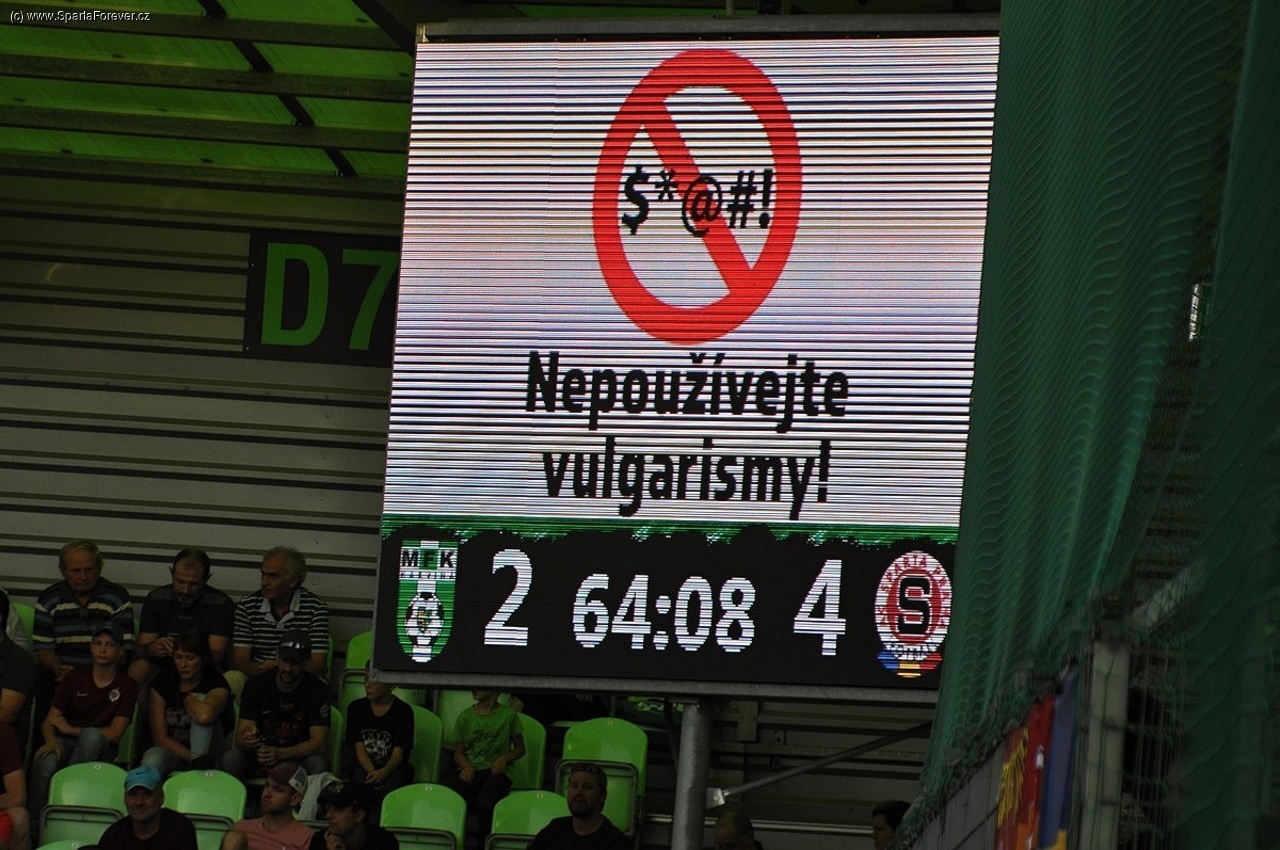 (c) www.SpartaForever.cz
$*@#!
D7
Nepoužívejte
vulgarismy!
MFK
2 64:08 4
S